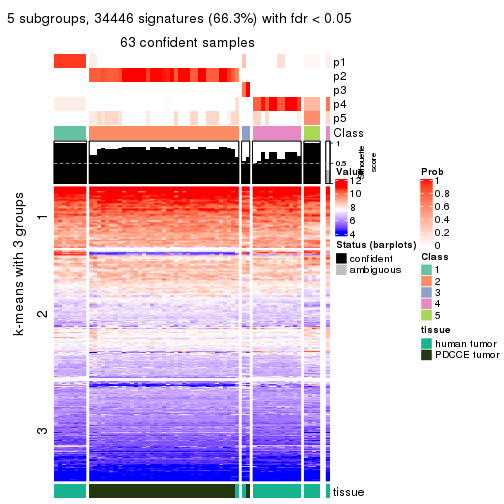 5 subgroups, 34446 signatures (66.3%) with fdr < 0.05
63 confident samples
p1
p2
p3
p4
p5
Class
1
0.5
silhouette
score
k-means with 3 groups
1
2
3
Value
12
10
8
6
4
Status (barplots)
confident
ambiguous
Prob
1
0.8
0.6
0.4
0.2
0
Class
1
2
3
4
5
tissue
human tumor
PDCCE tumor
tissue